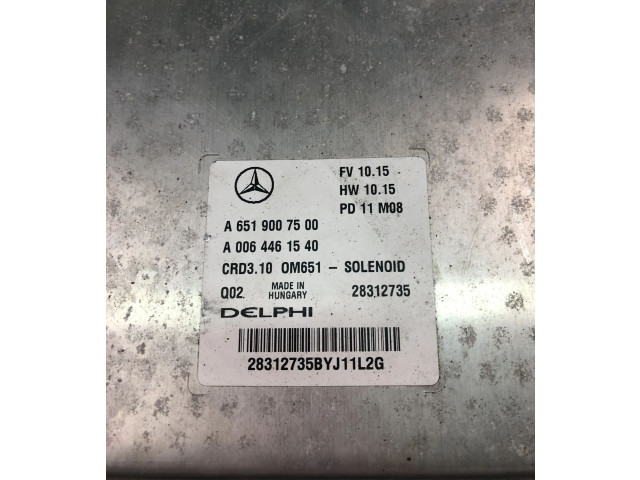 FV 10.15
HW 10.15
PD 11 M08
A 651 900 75 00
A 006 446 15 40
CRD3.10 OM651 – SOLENOID
Q02 MADE IN HUNGARY 28312735
DELPHI
28312735BYJ11L2G